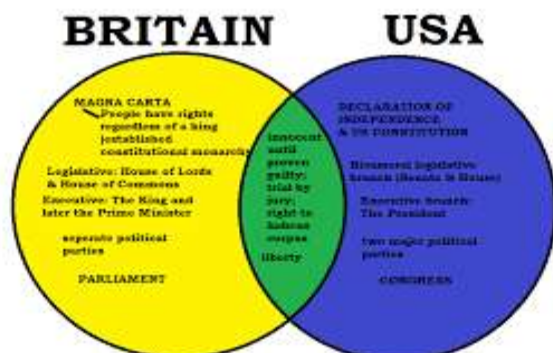 BRITAIN
USA
MAGNA CARTA
People have rights
regardless of a king
[established
constitutional monarchy
Legislative: House of Lords
& House of Commons
Executive: The King and
later the Prime Minister
seperate political
parties
PARLIAMENT
innocent
until
proven
guilty;
trial by
jury;
right to
habeas
corpus
liberty
DECLARATION OF
INDEPENDENCE
& US CONSTITUTION
Bicameral legislative
branch (Senate & House)
Executive branch:
The President
two major political
parties
CONGRESS